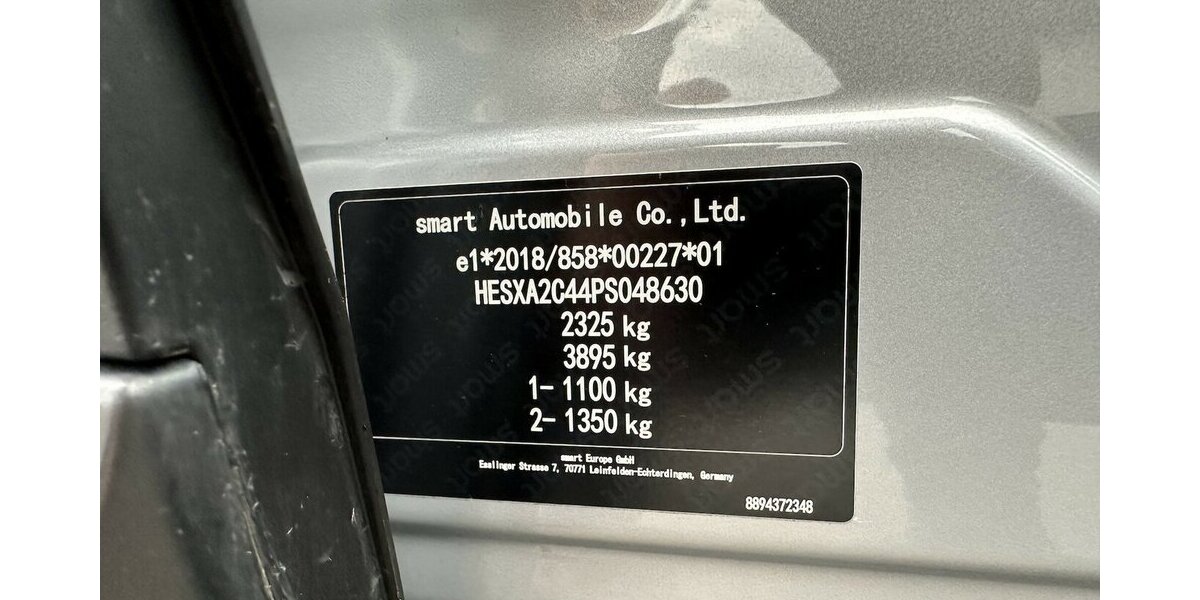 smart Automobile Co.,Ltd.
e1*2018/858*00227*01
HESXA2C44PS048630
2325 kg
3895 kg
1- 1100 kg
2- 1350 kg
smart Europe GmbH
Esslinger Strasse 7, 70771 Leinfelden-Echterdingen, Germany
8894372348